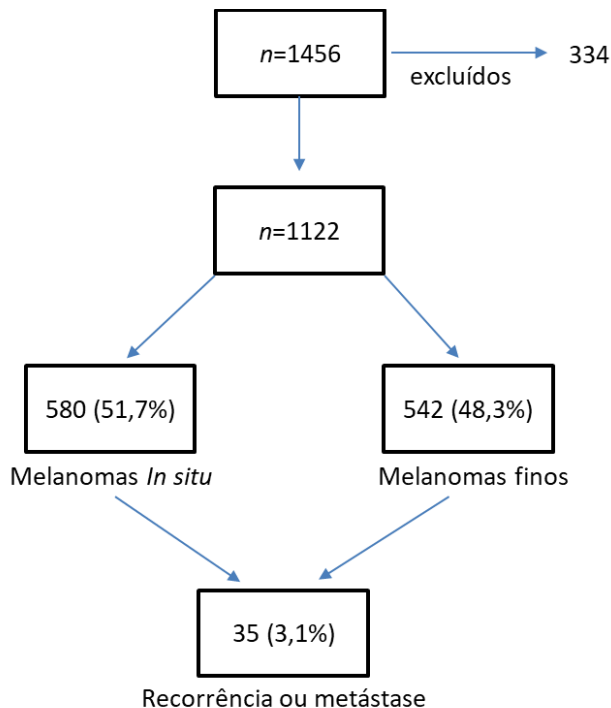 n=1456
excluídos
334
n=1122
580 (51,7%)
542 (48,3%)
Melanomas In situ
Melanomas finos
35 (3,1%)
Recorrência ou metástase